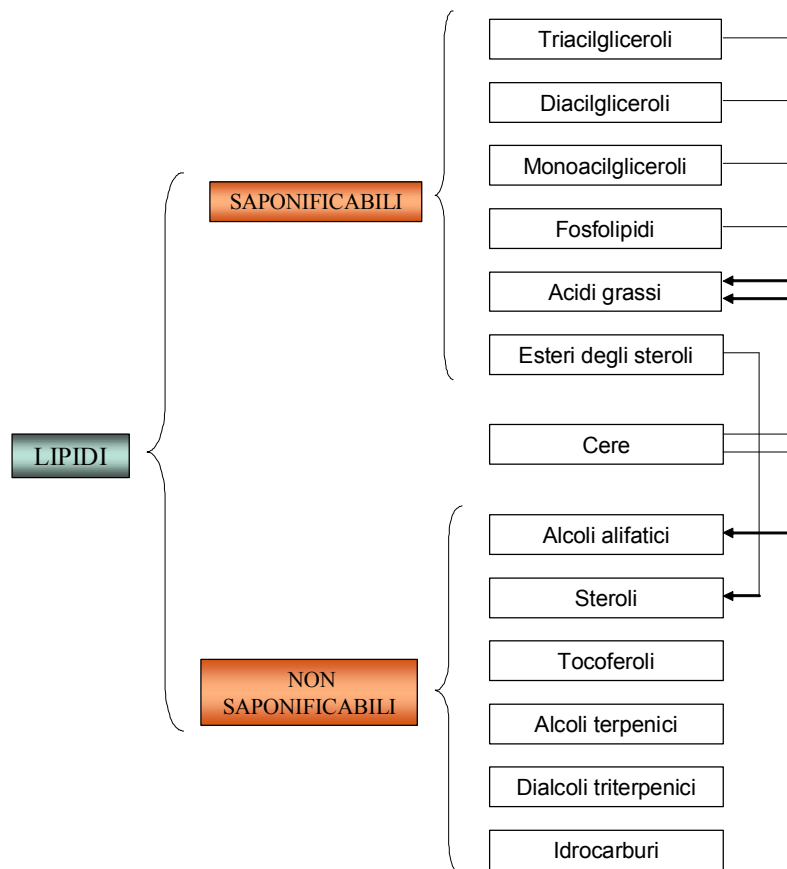 Triacilgliceroli
Diacilgliceroli
Monoacilgliceroli
SAPONIFICABILI
Fosfolipidi
Acidi grassi
Esteri degli steroli
LIPIDI
Cere
Alcoli alifatici
Steroli
Tocoferoli
NON
SAPONIFICABILI
Alcoli terpenici
Dialcoli triterpenici
Idrocarburi